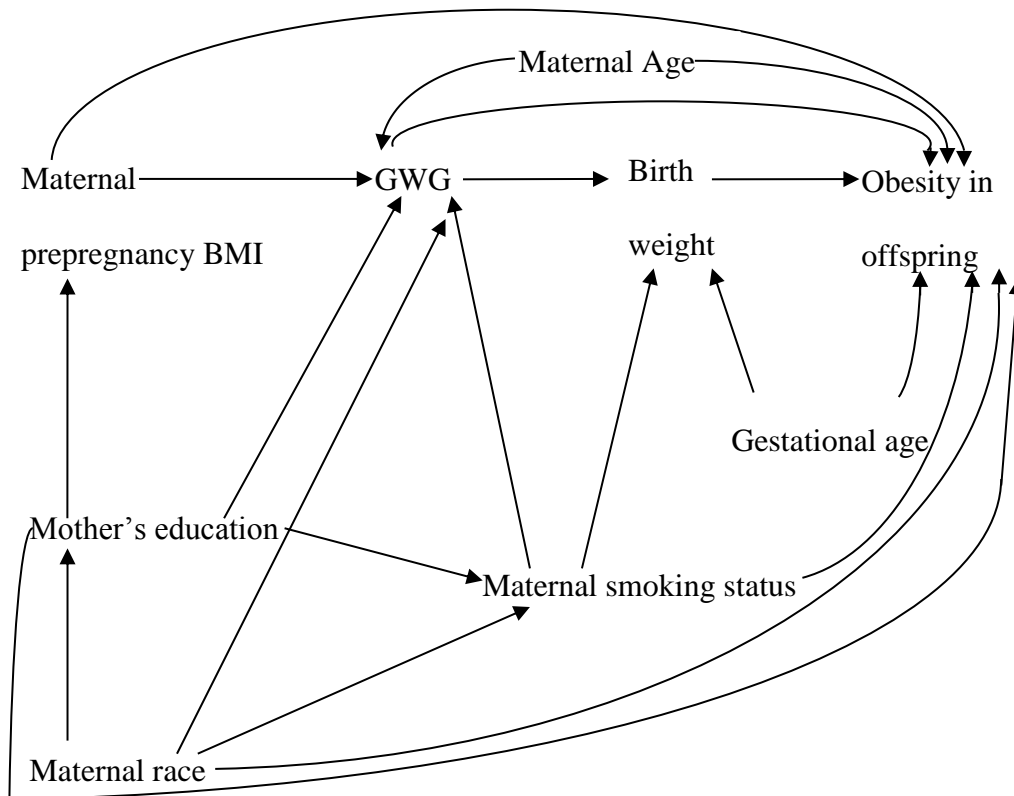 Maternal Age
Maternal
GWG
Birth
Obesity in
prepregnancy BMI
weight
offspring
Gestational age
Mother’s education
Maternal smoking status
Maternal race